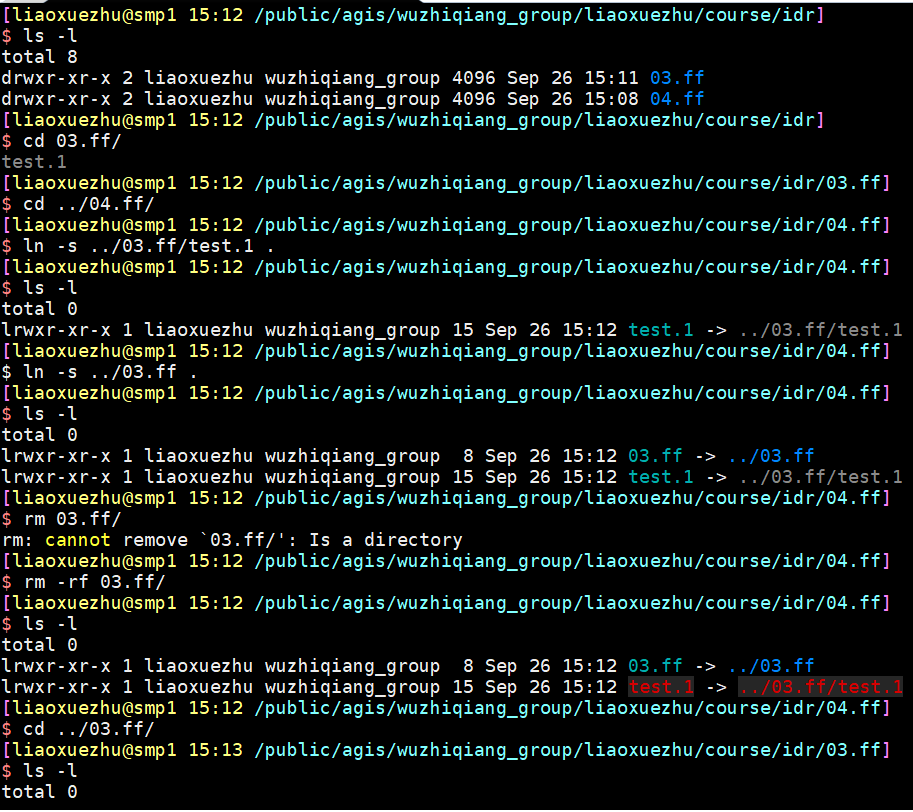 [liaoxuezhu@smp1 15:12 /public/agis/wuzhiqiang_group/liaoxuezhu/course/idr]
$ ls -l
total 8
drwxr-xr-x 2 liaoxuezhu wuzhiqiang_group 4096 Sep 26 15:11 03.ff
drwxr-xr-x 2 liaoxuezhu wuzhiqiang_group 4096 Sep 26 15:08 04.ff
[liaoxuezhu@smp1 15:12 /public/agis/wuzhiqiang_group/liaoxuezhu/course/idr]
$ cd 03.ff/
test.1
[liaoxuezhu@smp1 15:12 /public/agis/wuzhiqiang_group/liaoxuezhu/course/idr/03.ff]
$ cd ../04.ff/
[liaoxuezhu@smp1 15:12 /public/agis/wuzhiqiang_group/liaoxuezhu/course/idr/04.ff]
$ ln -s ../03.ff/test.1 .
[liaoxuezhu@smp1 15:12 /public/agis/wuzhiqiang_group/liaoxuezhu/course/idr/04.ff]
$ ls -l
total 0
lrwxr-xr-x 1 liaoxuezhu wuzhiqiang_group 15 Sep 26 15:12 test.1 -> ../03.ff/test.1
[liaoxuezhu@smp1 15:12 /public/agis/wuzhiqiang_group/liaoxuezhu/course/idr/04.ff]
$ ln -s ../03.ff .
[liaoxuezhu@smp1 15:12 /public/agis/wuzhiqiang_group/liaoxuezhu/course/idr/04.ff]
$ ls -l
total 0
lrwxr-xr-x 1 liaoxuezhu wuzhiqiang_group  8 Sep 26 15:12 03.ff -> ../03.ff
lrwxr-xr-x 1 liaoxuezhu wuzhiqiang_group 15 Sep 26 15:12 test.1 -> ../03.ff/test.1
[liaoxuezhu@smp1 15:12 /public/agis/wuzhiqiang_group/liaoxuezhu/course/idr/04.ff]
$ rm 03.ff/
rm: cannot remove `03.ff/': Is a directory
[liaoxuezhu@smp1 15:12 /public/agis/wuzhiqiang_group/liaoxuezhu/course/idr/04.ff]
$ rm -rf 03.ff/
[liaoxuezhu@smp1 15:12 /public/agis/wuzhiqiang_group/liaoxuezhu/course/idr/04.ff]
$ ls -l
total 0
lrwxr-xr-x 1 liaoxuezhu wuzhiqiang_group  8 Sep 26 15:12 03.ff -> ../03.ff
lrwxr-xr-x 1 liaoxuezhu wuzhiqiang_group 15 Sep 26 15:12 test.1 -> ../03.ff/test.1
[liaoxuezhu@smp1 15:12 /public/agis/wuzhiqiang_group/liaoxuezhu/course/idr/04.ff]
$ cd ../03.ff/
[liaoxuezhu@smp1 15:13 /public/agis/wuzhiqiang_group/liaoxuezhu/course/idr/03.ff]
$ ls -l
total 0